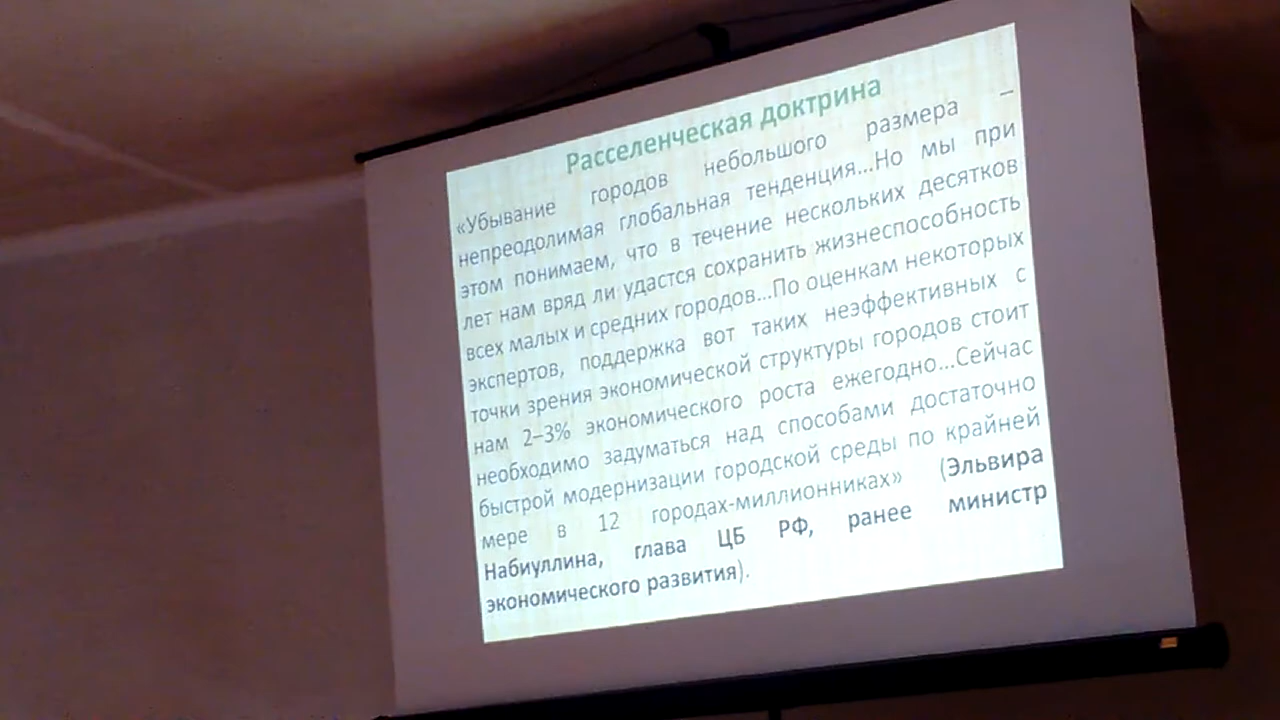 Расселенческая доктрина
«Убывание городов небольшого размера –
непреодолимая глобальная тенденция...Но мы при
этом понимаем, что в течение нескольких десятков
лет нам вряд ли удастся сохранить жизнеспособность
всех малых и средних городов...По оценкам некоторых
экспертов, поддержка вот таких неэффективных с
точки зрения экономической структуры городов стоит
нам 2–3% экономического роста ежегодно...Сейчас
необходимо задуматься над способами достаточно
быстрой модернизации городской среды по крайней
мере в 12 городах-миллионниках» (Эльвира
Набиуллина, глава ЦБ РФ, ранее министр
экономического развития).